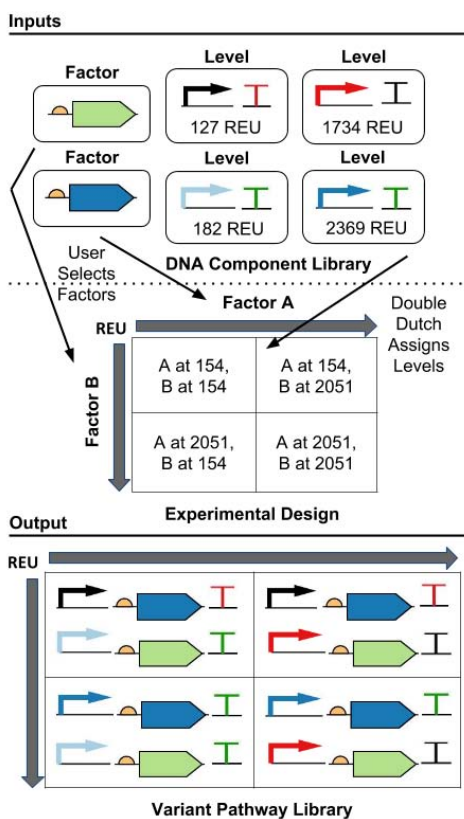 Inputs
Factor
Level
Level
127 REU
1734 REU
Factor
Level
Level
182 REU
2369 REU
DNA Component Library
User
Selects
Factors
Factor A
Double
Dutch
Assigns
Levels
REU
Factor B
A at 154,
B at 154
A at 154,
B at 2051
A at 2051,
B at 154
A at 2051,
B at 2051
Experimental Design
Output
REU
Variant Pathway Library